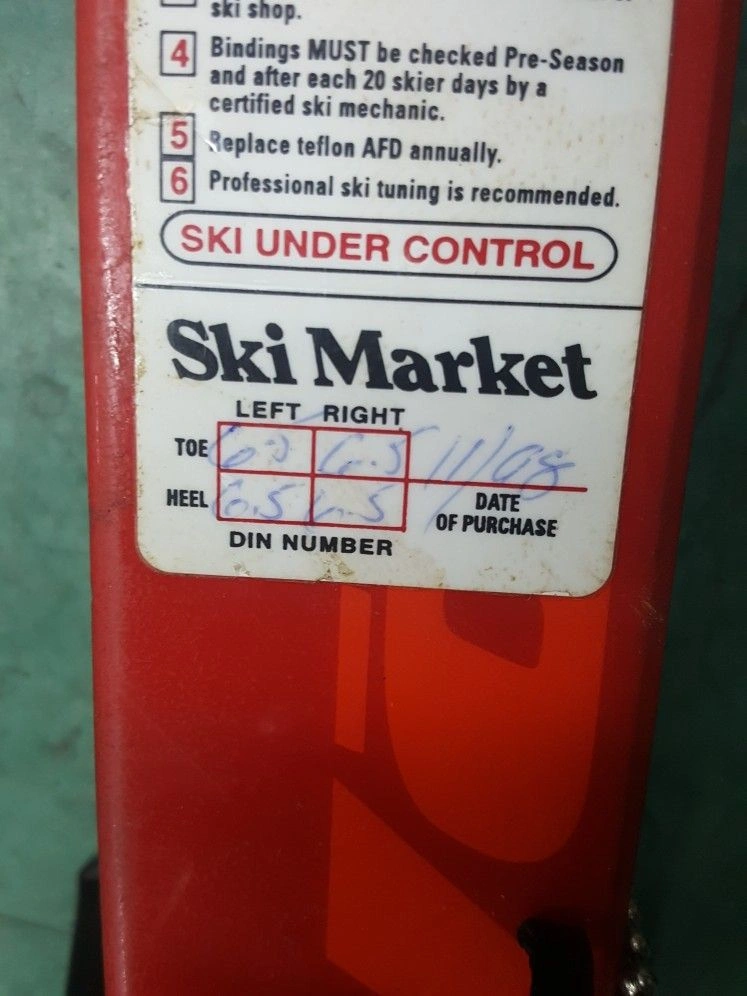 ski shop.
4 Bindings MUST be checked Pre-Season
and after each 20 skier days by a
certified ski mechanic.
5 Replace teflon AFD annually.
6 Professional ski tuning is recommended.
SKI UNDER CONTROL
Ski Market
LEFT RIGHT
TOE 6.5 6.5 11/08
HEEL 6.5 6.5 DATE
OF PURCHASE
DIN NUMBER